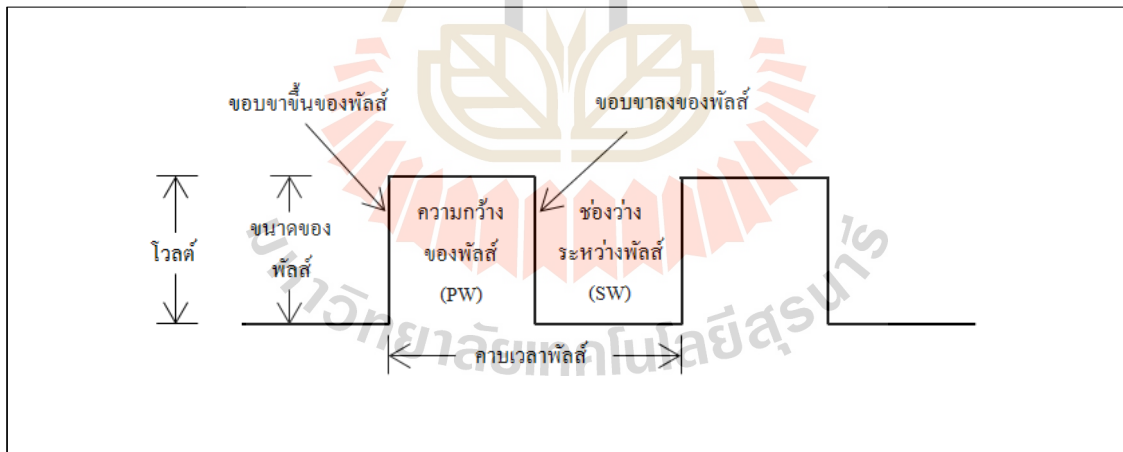 ขอบขาขึ้นของพัลส์
ขอบขาลงของพัลส์
โวลต์
ขนาดของ
พัลส์
ความกว้าง
ของพัลส์
(PW)
ช่องว่าง
ระหว่างพัลส์
(SW)
คาบเวลาพัลส์
มหาวิทยาลัยเทคโนโลยีสุรนารี